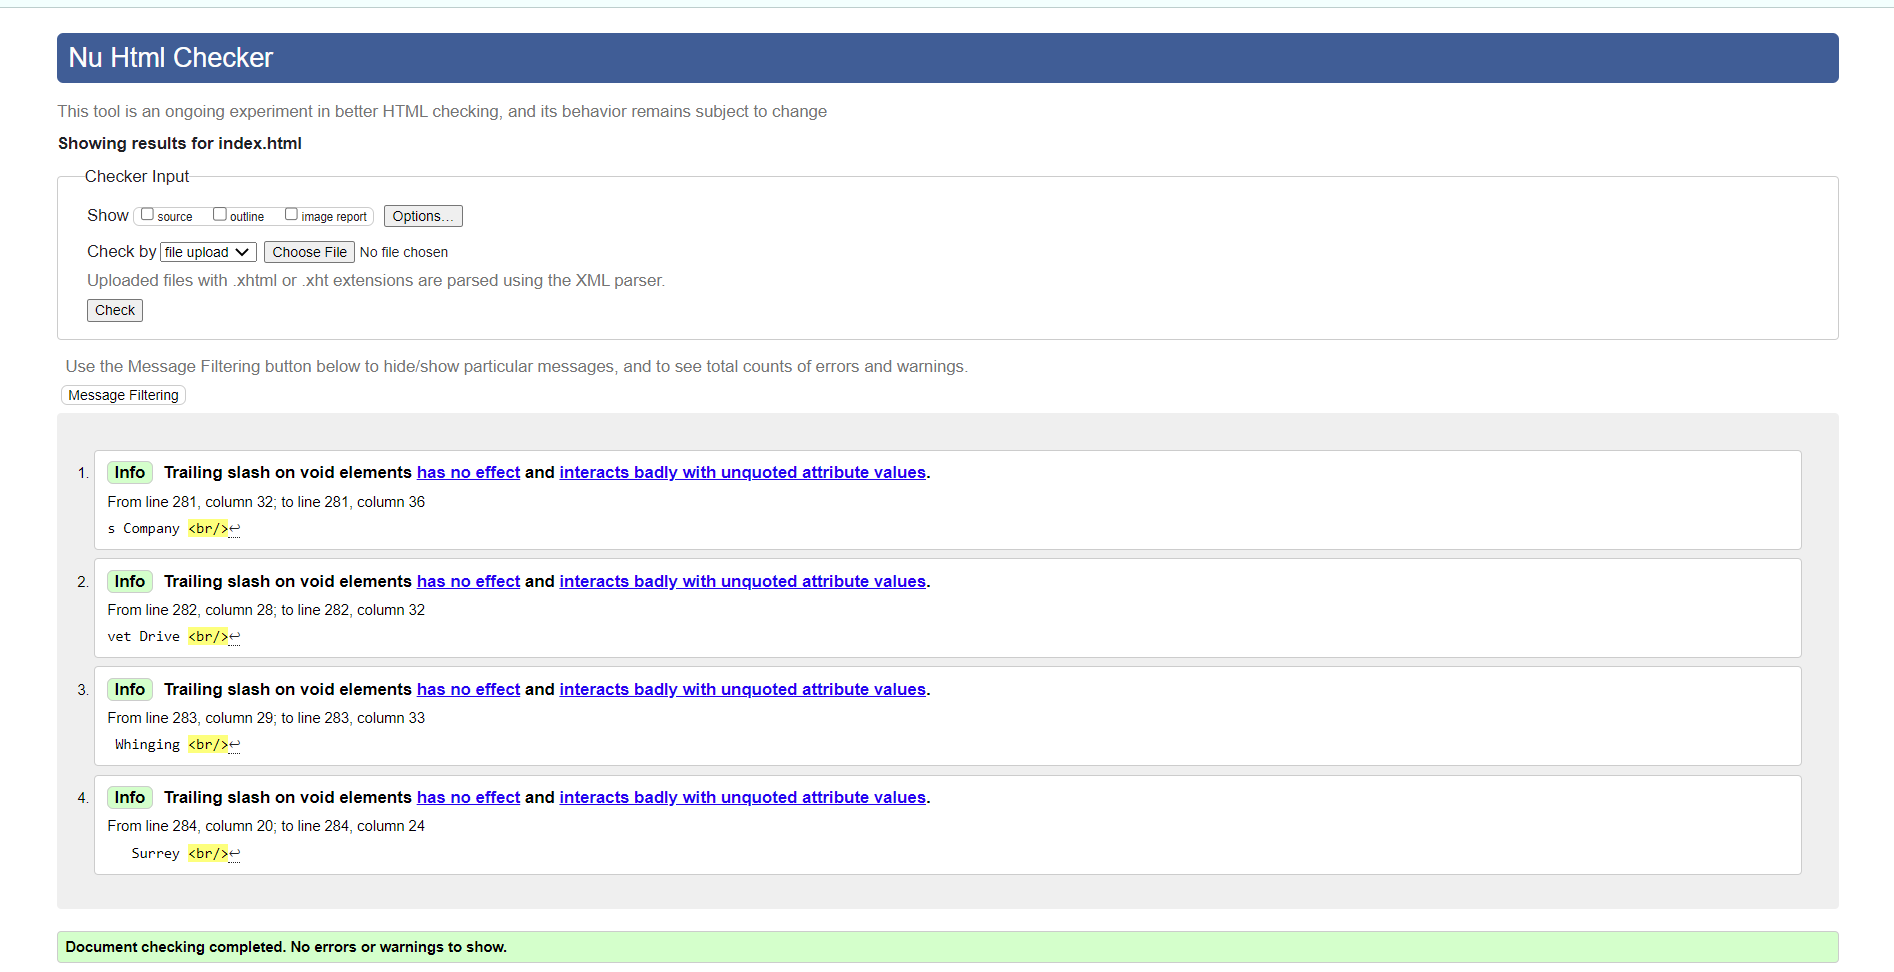 Nu Html Checker
This tool is an ongoing experiment in better HTML checking, and its behavior remains subject to change
Showing results for index.html
Checker Input
Show source outline image report Options...
Check by file upload Choose File No file chosen
Uploaded files with .xhtml or .xht extensions are parsed using the XML parser.
Check
Use the Message Filtering button below to hide/show particular messages, and to see total counts of errors and warnings.
Message Filtering
1. Info Trailing slash on void elements has no effect and interacts badly with unquoted attribute values.
From line 281, column 32; to line 281, column 36
s Company <br/>↩
2. Info Trailing slash on void elements has no effect and interacts badly with unquoted attribute values.
From line 282, column 28; to line 282, column 32
vet Drive <br/>↩
3. Info Trailing slash on void elements has no effect and interacts badly with unquoted attribute values.
From line 283, column 29; to line 283, column 33
Whinging <br/>↩
4. Info Trailing slash on void elements has no effect and interacts badly with unquoted attribute values.
From line 284, column 20; to line 284, column 24
Surrey <br/>↩
Document checking completed. No errors or warnings to show.